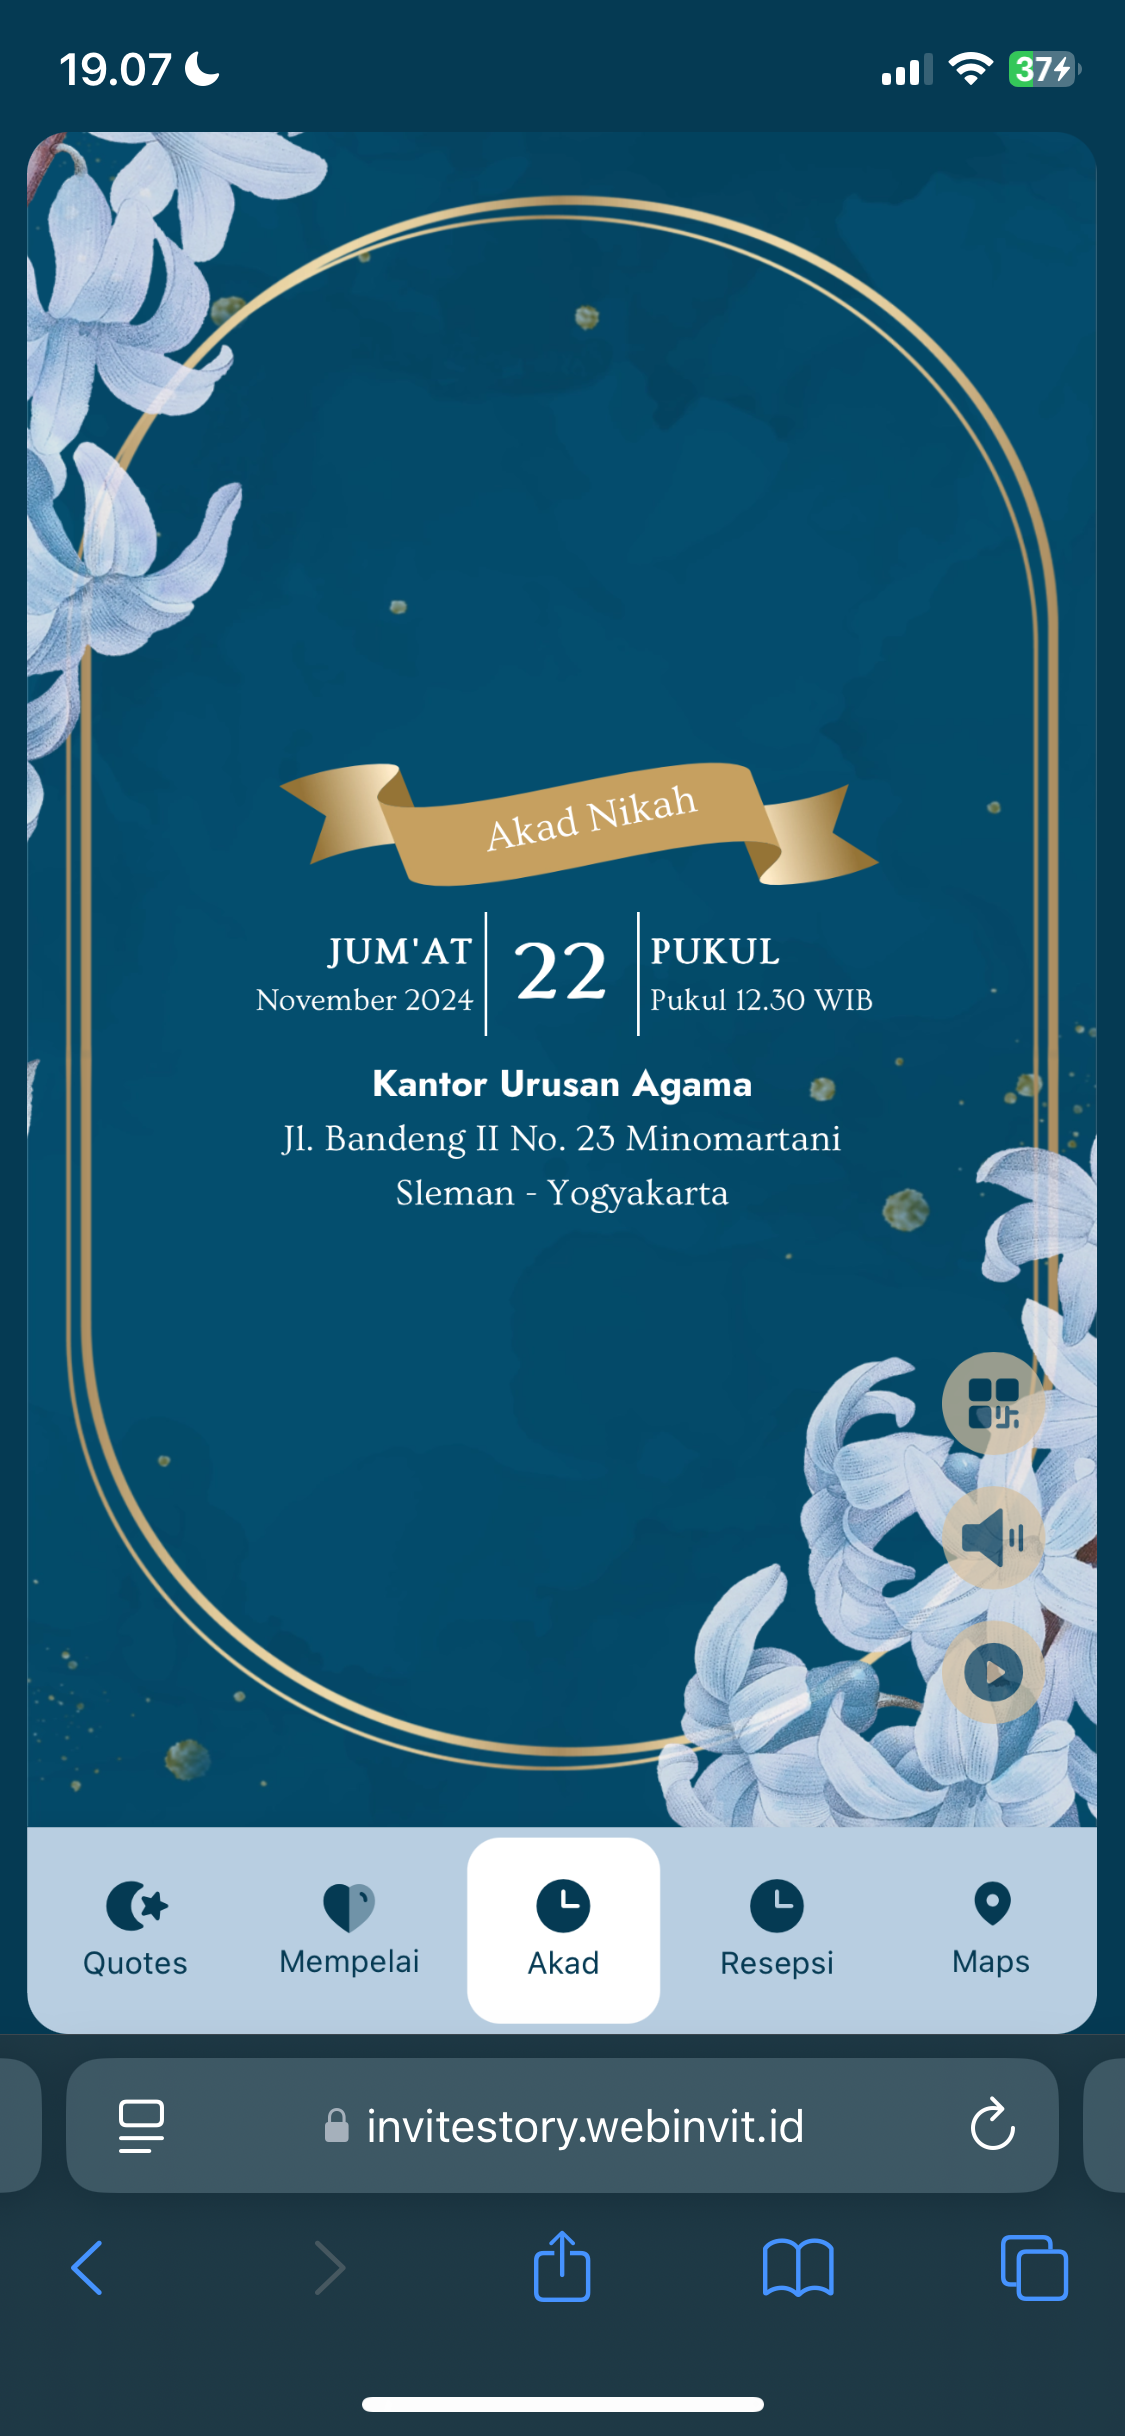 19.07
37
Akad Nikah
JUM'AT
November 2024
22
PUKUL
Pukul 12.30 WIB
Kantor Urusan Agama
Jl. Bandeng II No. 23 Minomartani
Sleman - Yogyakarta
Quotes
Mempelai
Akad
Resepsi
Maps
invitestory.webinvit.id